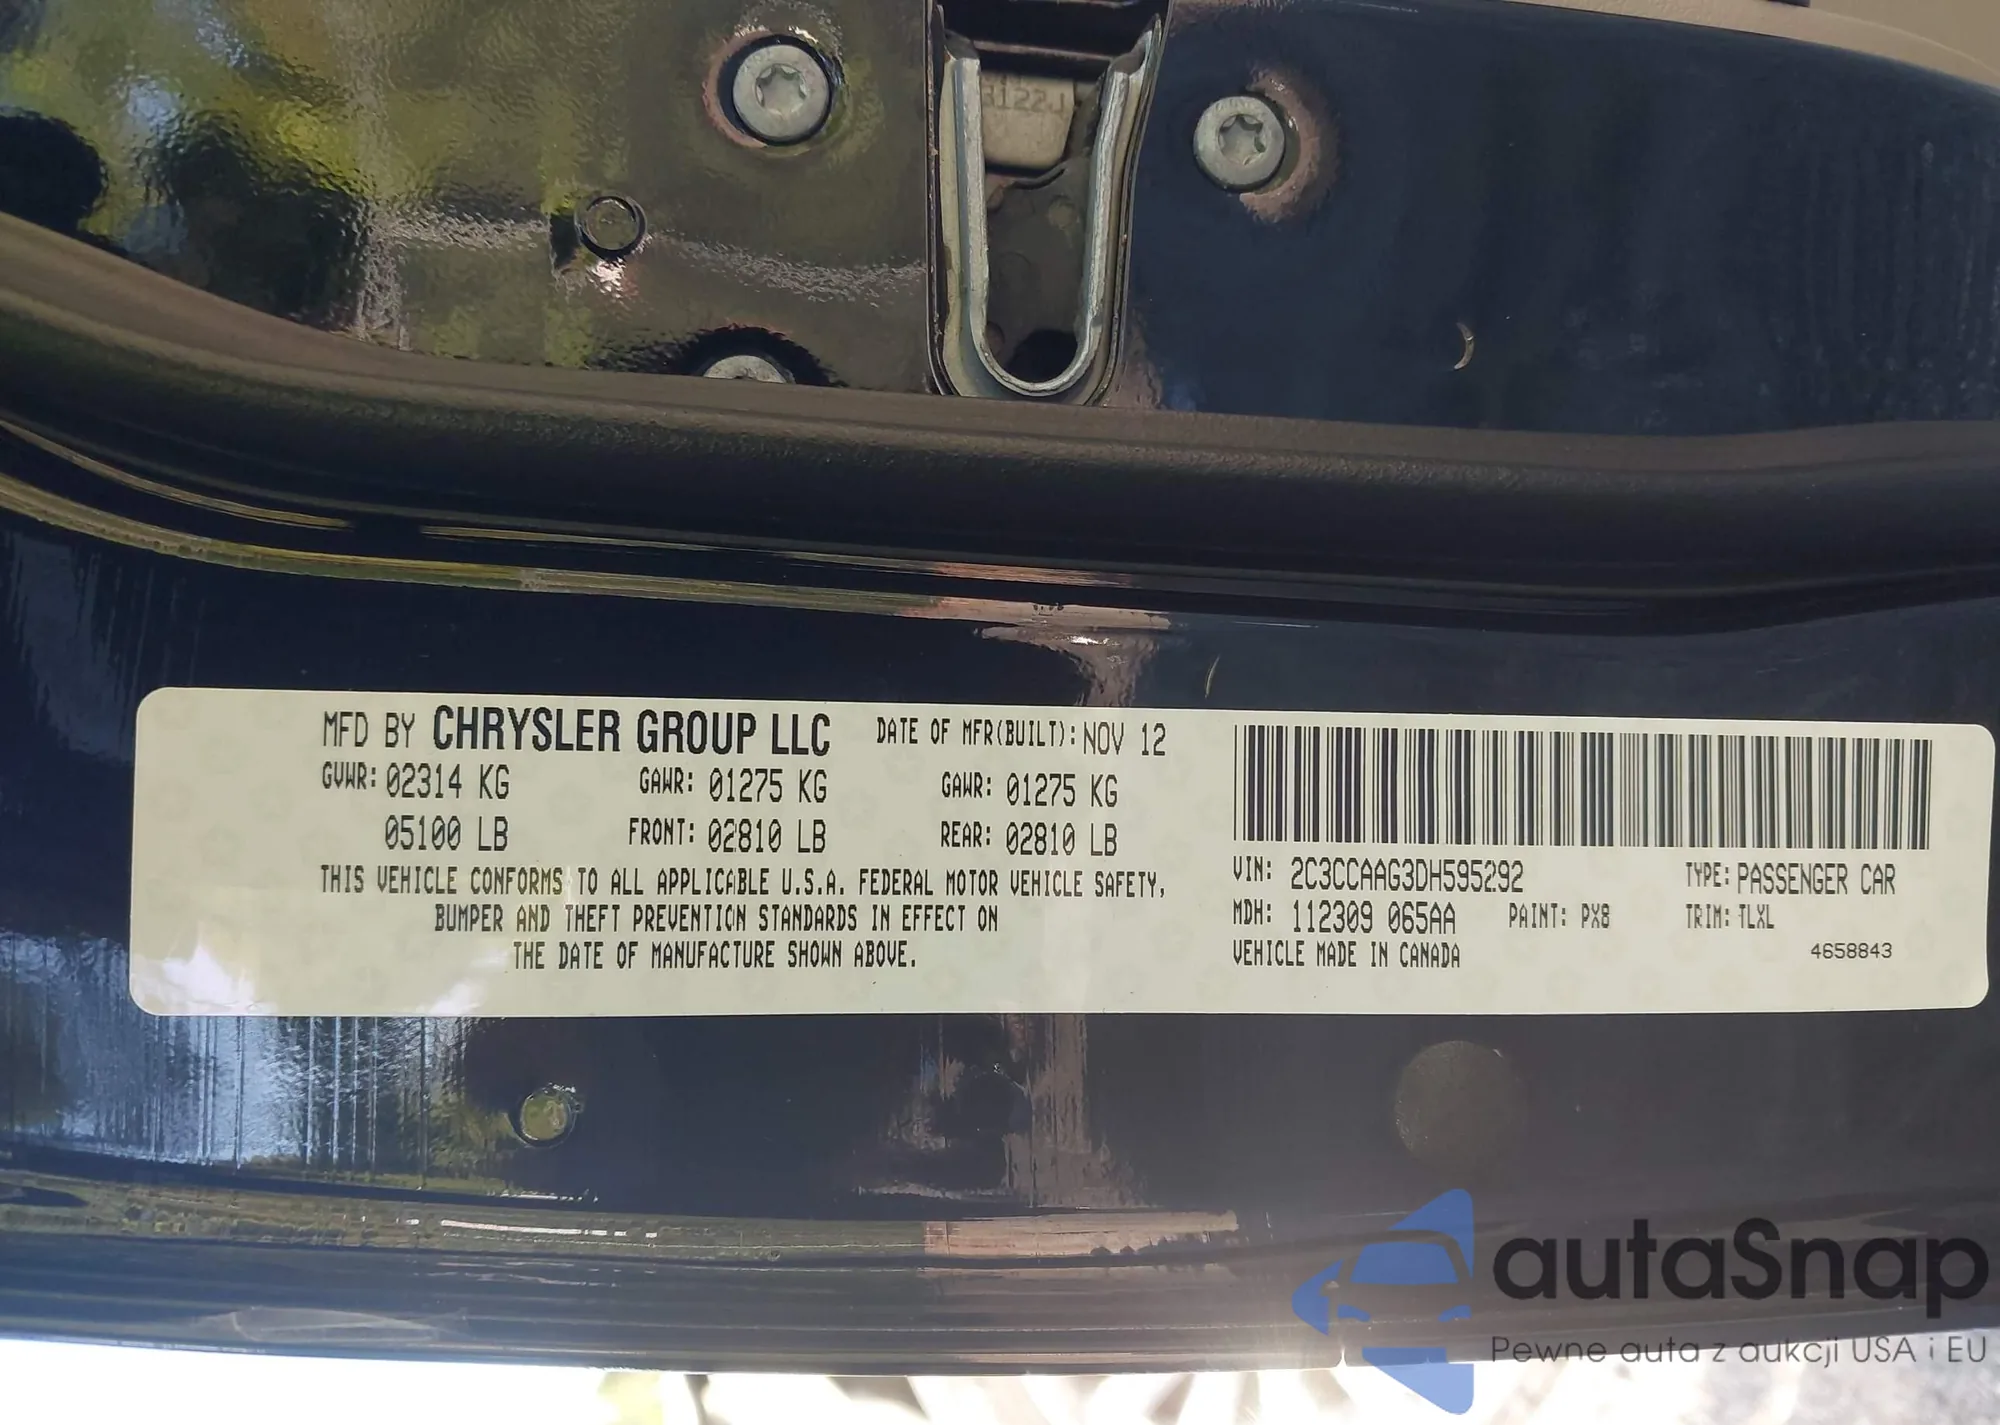 3122J
MFD BY CHRYSLER GROUP LLC DATE OF MFR(BUILT): NOV 12
GVWR: 02314 KG GAWR: 01275 KG GAWR: 01275 KG
05100 LB FRONT: 02810 LB REAR: 02810 LB
THIS VEHICLE CONFORMS TO ALL APPLICABLE U.S.A. FEDERAL MOTOR VEHICLE SAFETY,
BUMPER AND THEFT PREVENTION STANDARDS IN EFFECT ON
THE DATE OF MANUFACTURE SHOWN ABOVE.
VIN: 2C3CCAAG3DH595292 TYPE: PASSENGER CAR
MDH: 112309 065AA PAINT: PX8 TRIM: TLXL
VEHICLE MADE IN CANADA 4658843
autaSnap
Pewne auta z aukcji USA i EU